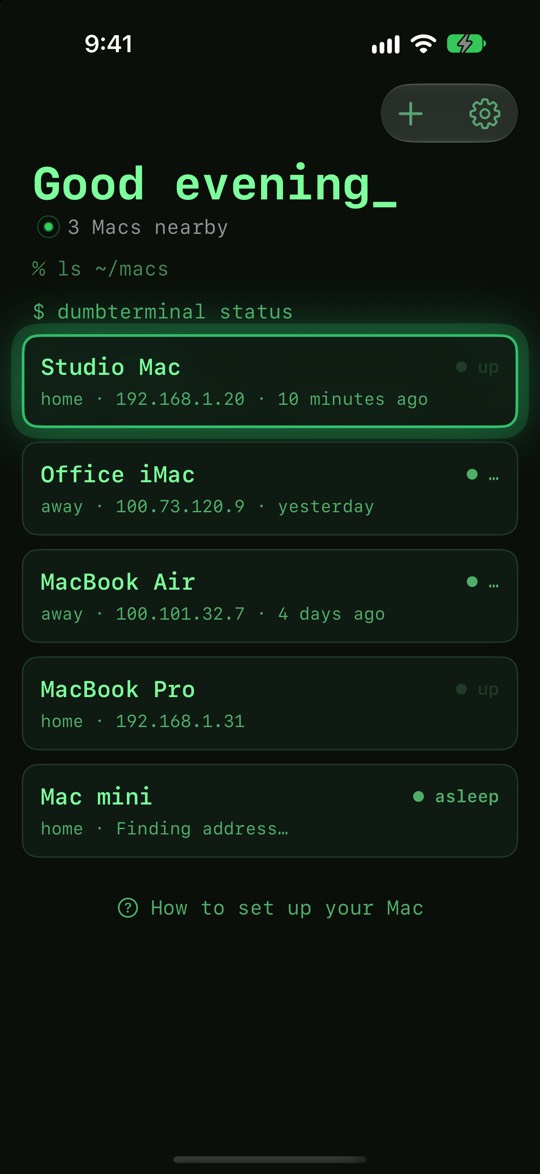 9:41
Good evening_
3 Macs nearby
% ls ~/macs
$ dumbterminal status
Studio Mac
up
home · 192.168.1.20 · 10 minutes ago
Office iMac
…
away · 100.73.120.9 · yesterday
MacBook Air
…
away · 100.101.32.7 · 4 days ago
MacBook Pro
up
home · 192.168.1.31
Mac mini
asleep
home · Finding address…
? How to set up your Mac